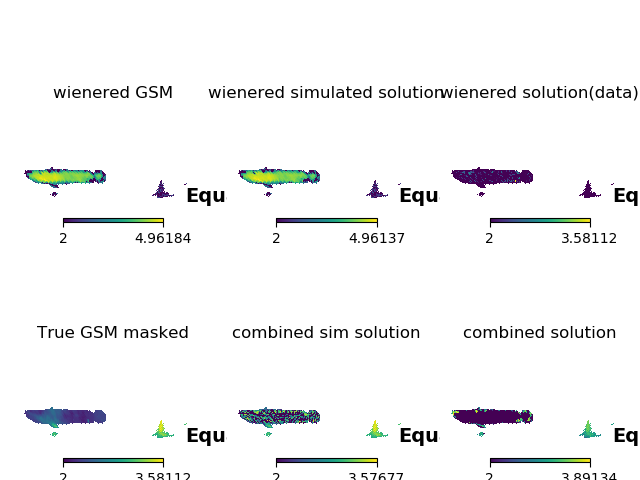 wienered GSM
wienered simulated solution
wienered solution(data)
Equ
Equ
Eq
2 4.96184
2 4.96137
2 3.58112
True GSM masked
combined sim solution
combined solution
Equ
Equ
Eq
2 3.58112
2 3.57677
2 3.89134